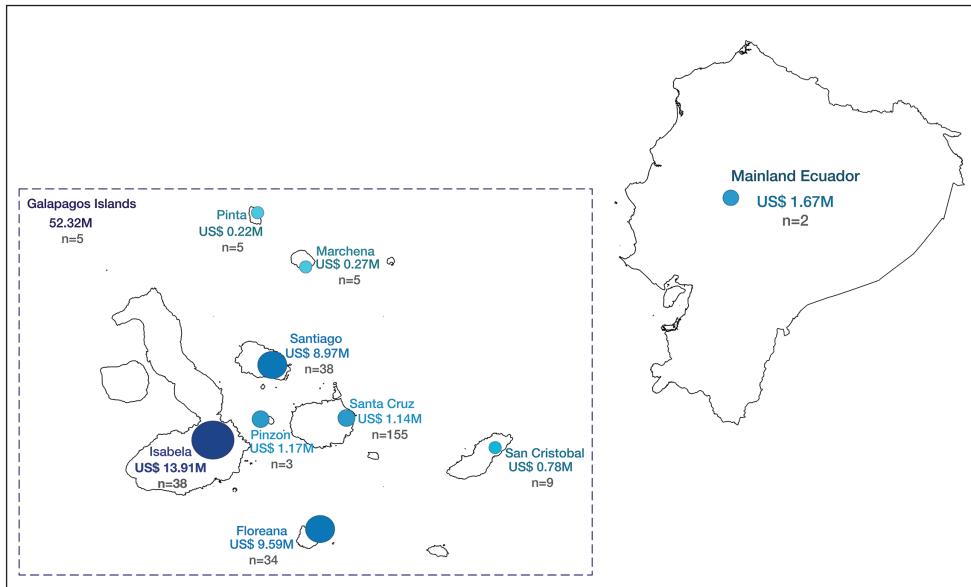 Mainland Ecuador
US$ 1.67M
n=2
Galapagos Islands
52.32M
n=5
Pinta
US$ 0.22M
n=5
Marchena
US$ 0.27M
n=5
Santiago
US$ 8.97M
n=38
Santa Cruz
US$ 1.14M
n=155
Pinzon
US$ 1.17M
n=3
Isabela
US$ 13.91M
n=38
San Cristobal
US$ 0.78M
n=9
Floreana
US$ 9.59M
n=34